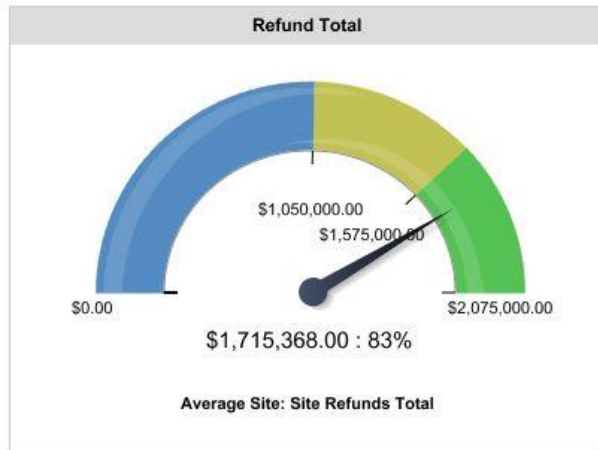 Refund Total
$1,050,000.00
$1,575,000.00
$0.00
$2,075,000.00
$1,715,368.00 : 83%
Average Site: Site Refunds Total